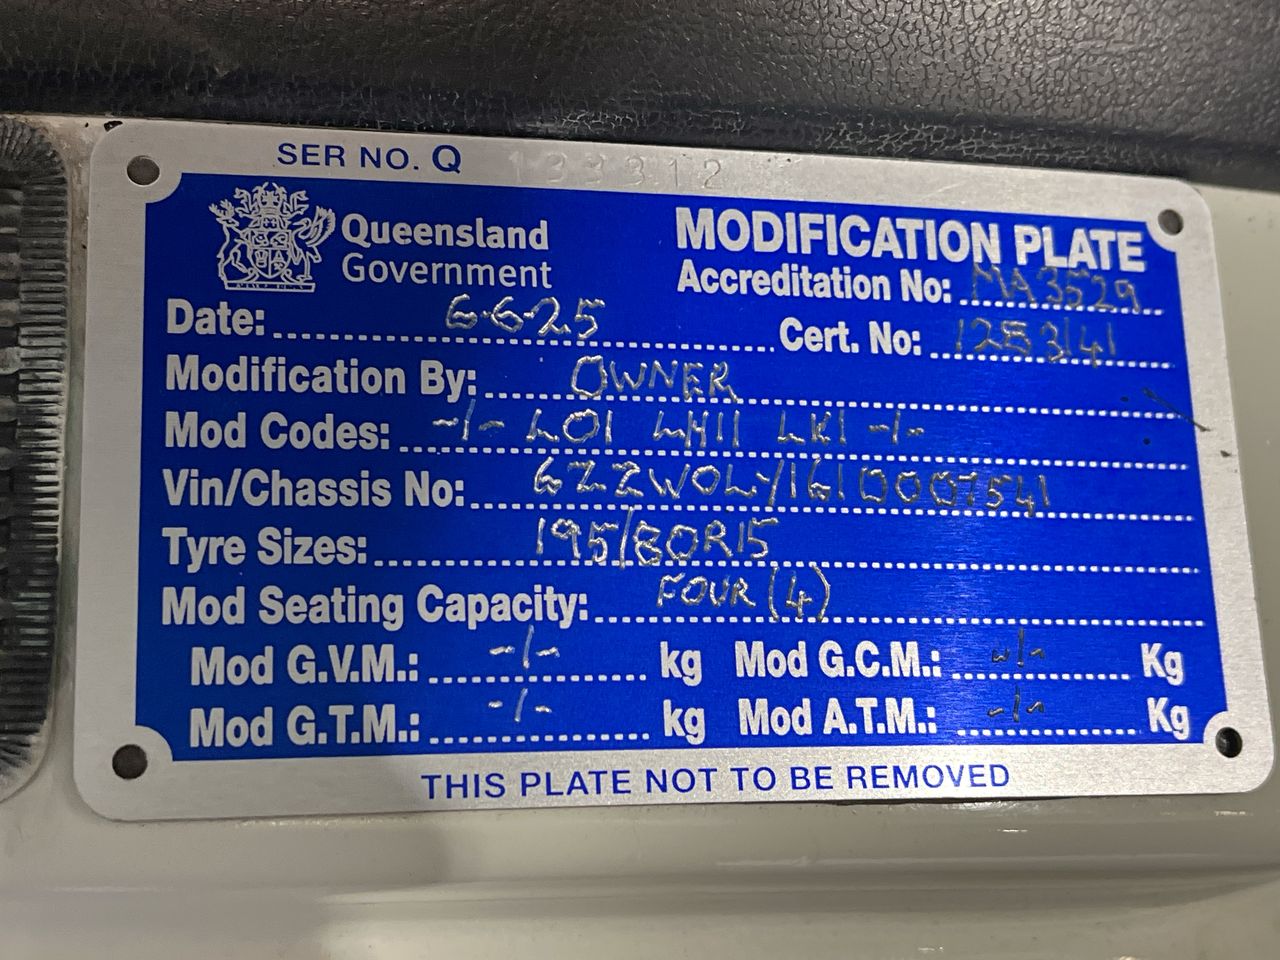 SER NO. Q 133312
Queensland Government
MODIFICATION PLATE
Accreditation No: MA3529
Date: 6-6-25 Cert. No: 1253141
Modification By: OWNER
Mod Codes: -/- LO1 LH11 LK1 -/-
Vin/Chassis No: 6ZZWOLY1610007541
Tyre Sizes: 195/80R15
Mod Seating Capacity: FOUR (4)
Mod G.V.M.: -/- kg Mod G.C.M.: -/- Kg
Mod G.T.M.: -/- kg Mod A.T.M.: -/- Kg
THIS PLATE NOT TO BE REMOVED